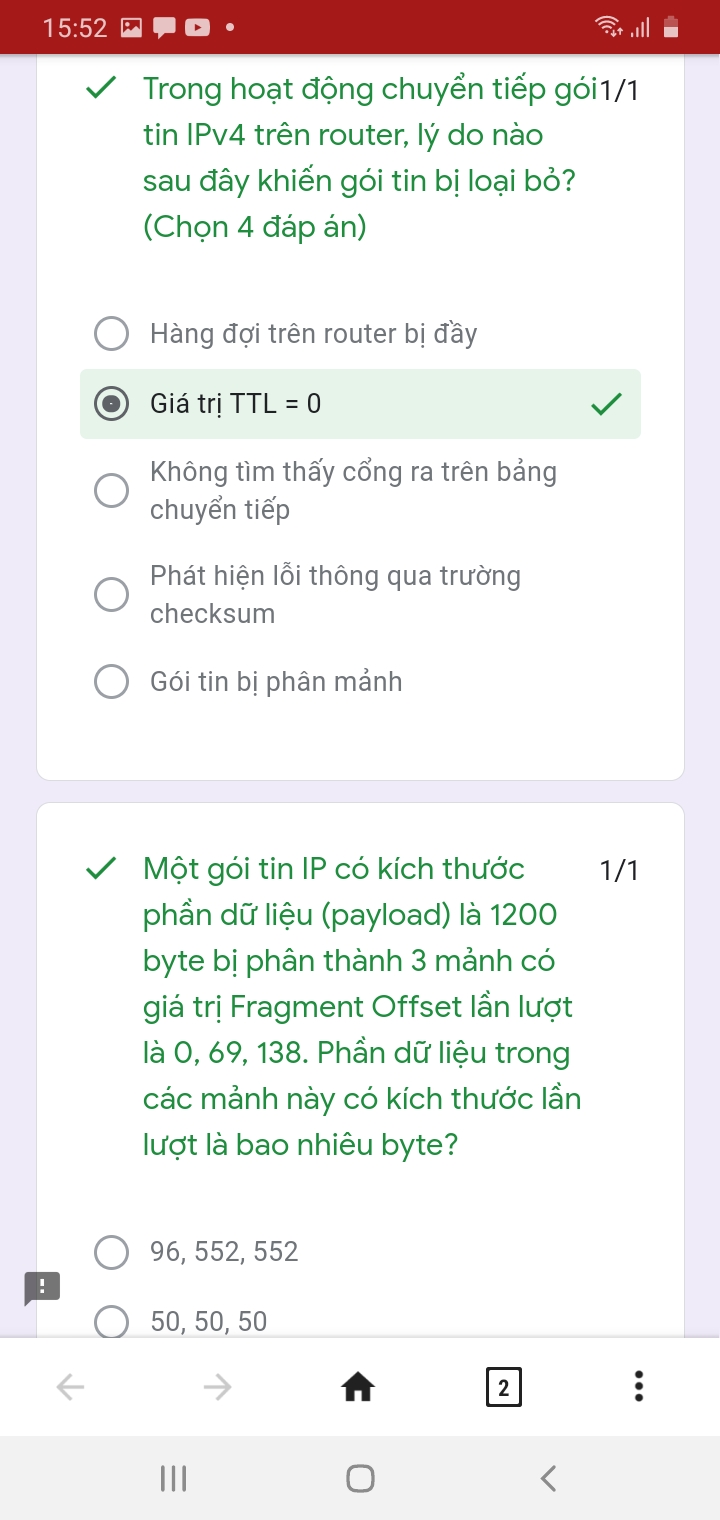 15:52
Trong hoạt động chuyển tiếp gói 1/1
tin IPv4 trên router, lý do nào
sau đây khiến gói tin bị loại bỏ?
(Chọn 4 đáp án)
Hàng đợi trên router bị đầy
Giá trị TTL = 0
Không tìm thấy cổng ra trên bảng
chuyển tiếp
Phát hiện lỗi thông qua trường
checksum
Gói tin bị phân mảnh
Một gói tin IP có kích thước 1/1
phần dữ liệu (payload) là 1200
byte bị phân thành 3 mảnh có
giá trị Fragment Offset lần lượt
là 0, 69, 138. Phần dữ liệu trong
các mảnh này có kích thước lần
lượt là bao nhiêu byte?
96, 552, 552
50, 50, 50
2